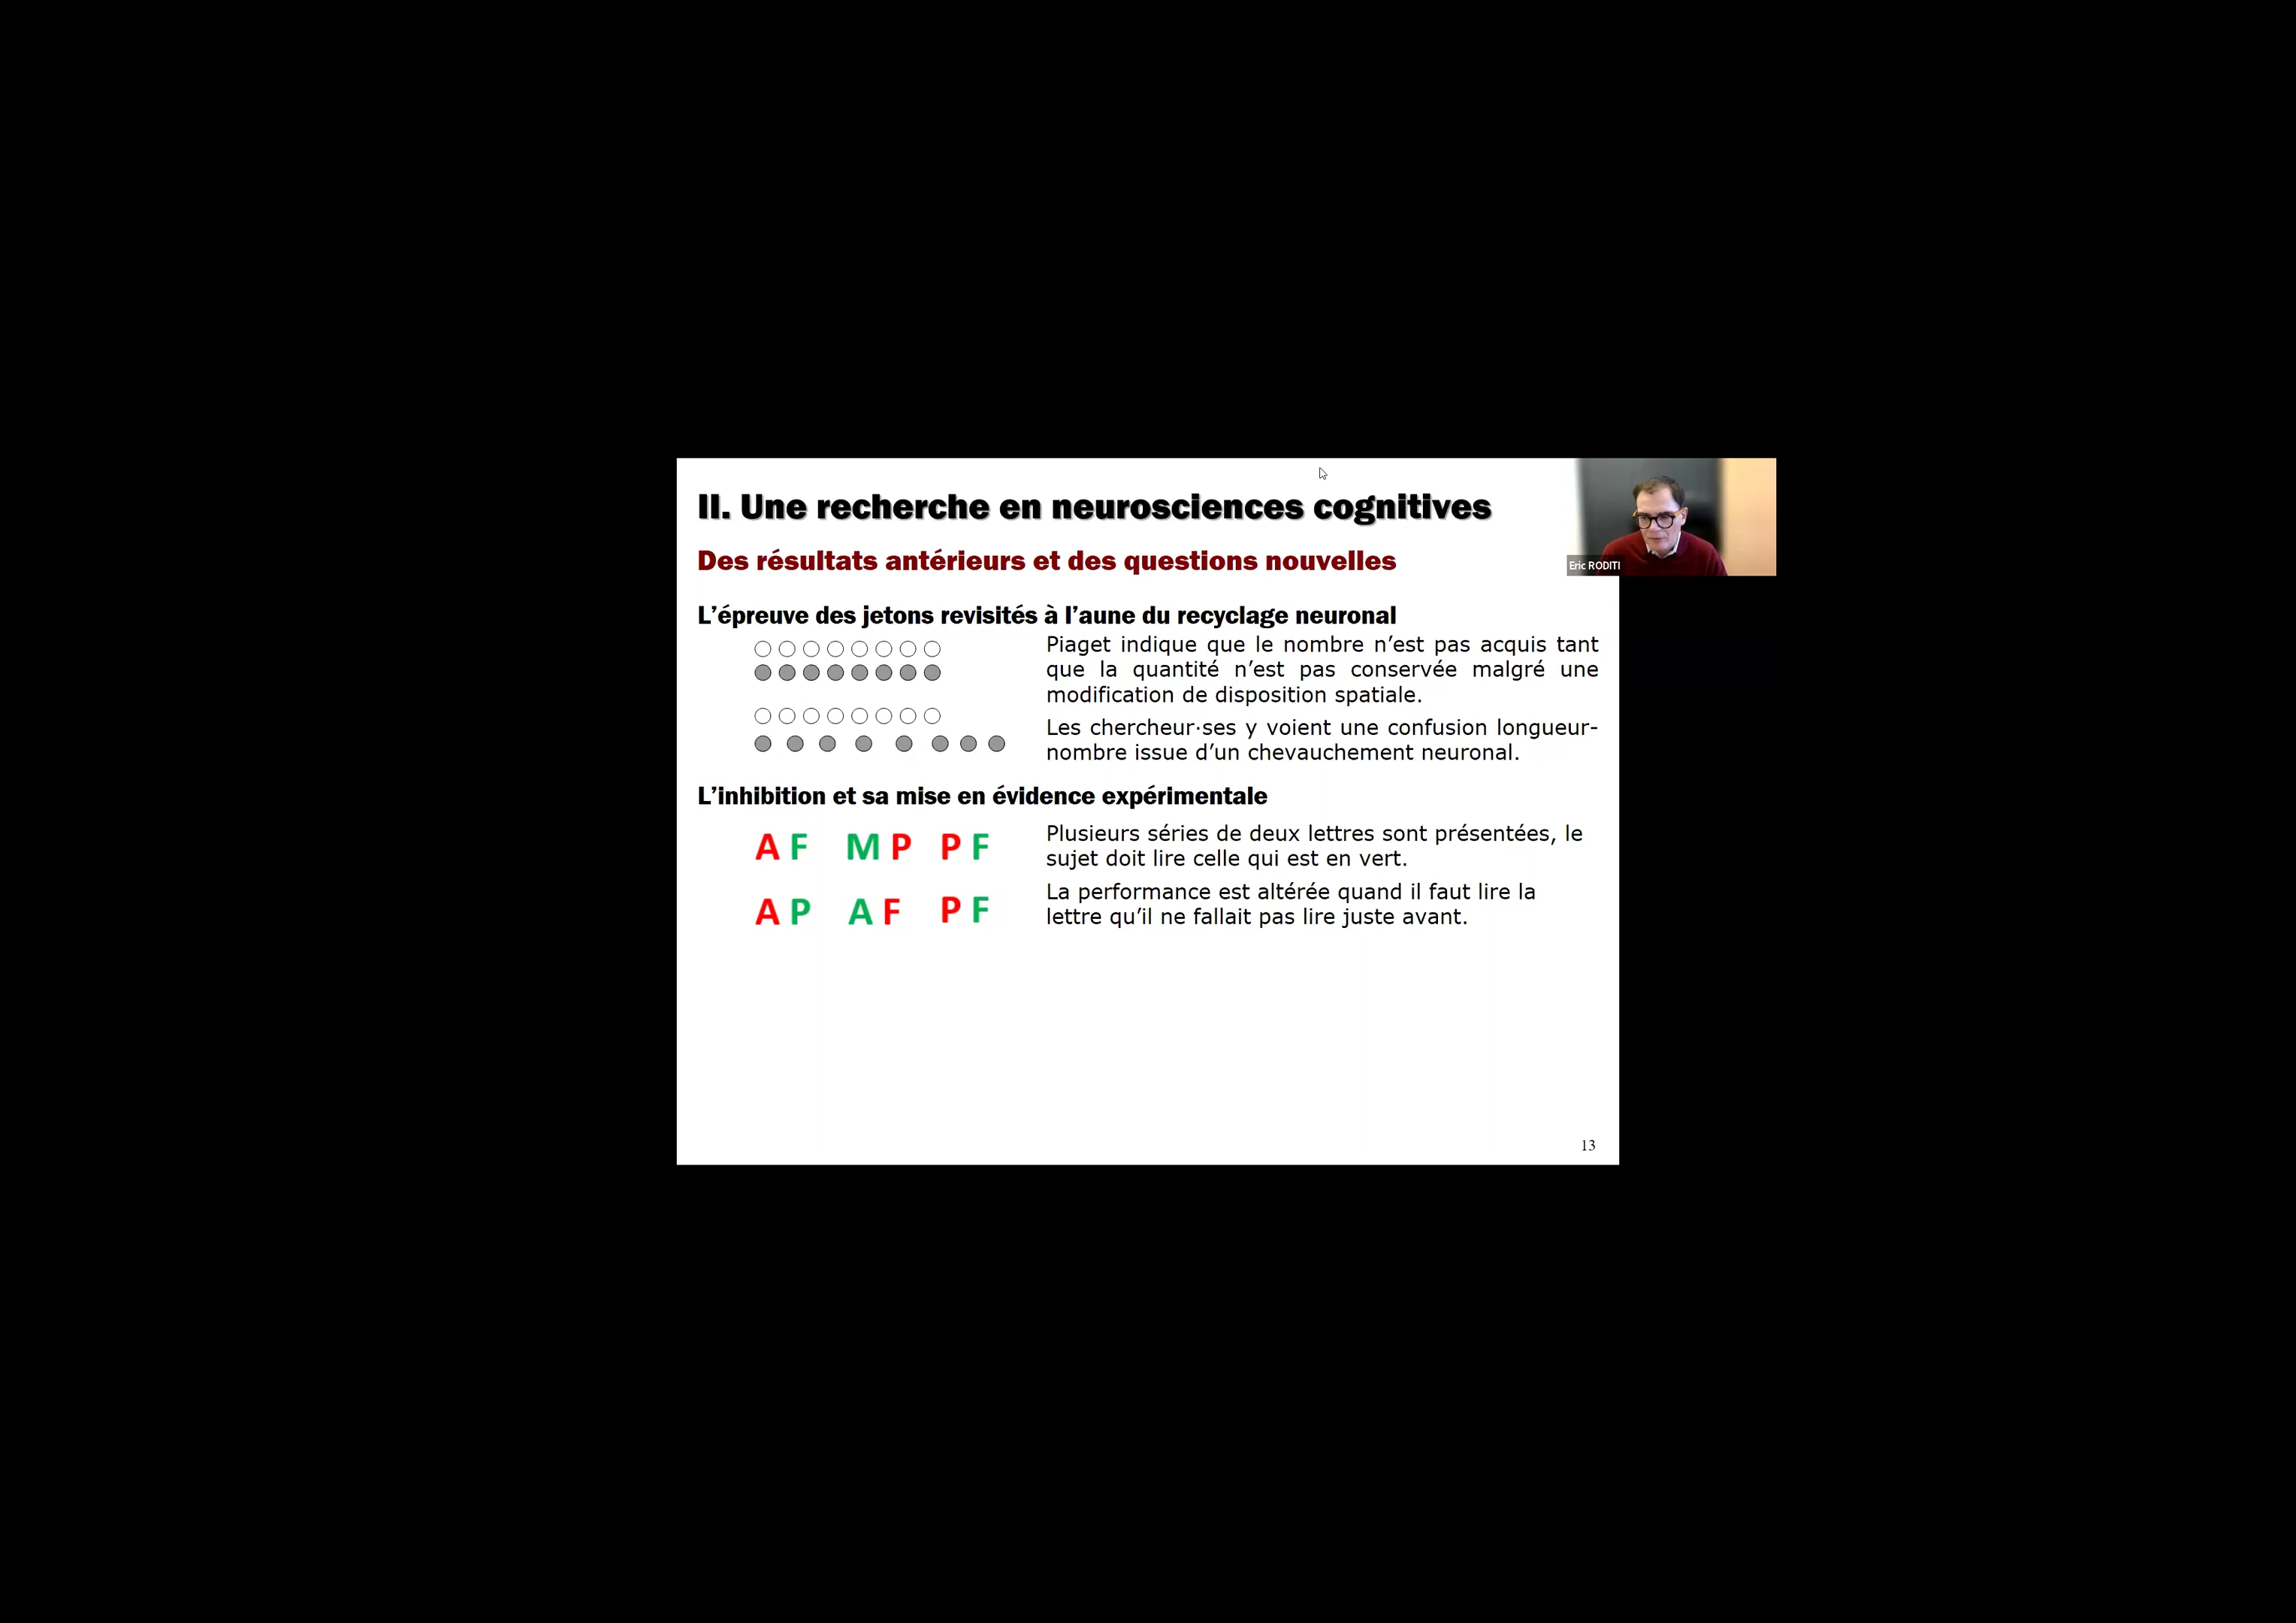 II. Une recherche en neurosciences cognitives
Des résultats antérieurs et des questions nouvelles
Eric RODITI
L'épreuve des jetons revisités à l'aune du recyclage neuronal
Piaget indique que le nombre n'est pas acquis tant
que la quantité n'est pas conservée malgré une
modification de disposition spatiale.
Les chercheur·ses y voient une confusion longueur-
nombre issue d'un chevauchement neuronal.
L'inhibition et sa mise en évidence expérimentale
A F M P P F
Plusieurs séries de deux lettres sont présentées, le
sujet doit lire celle qui est en vert.
A P A F P F
La performance est altérée quand il faut lire la
lettre qu'il ne fallait pas lire juste avant.
13